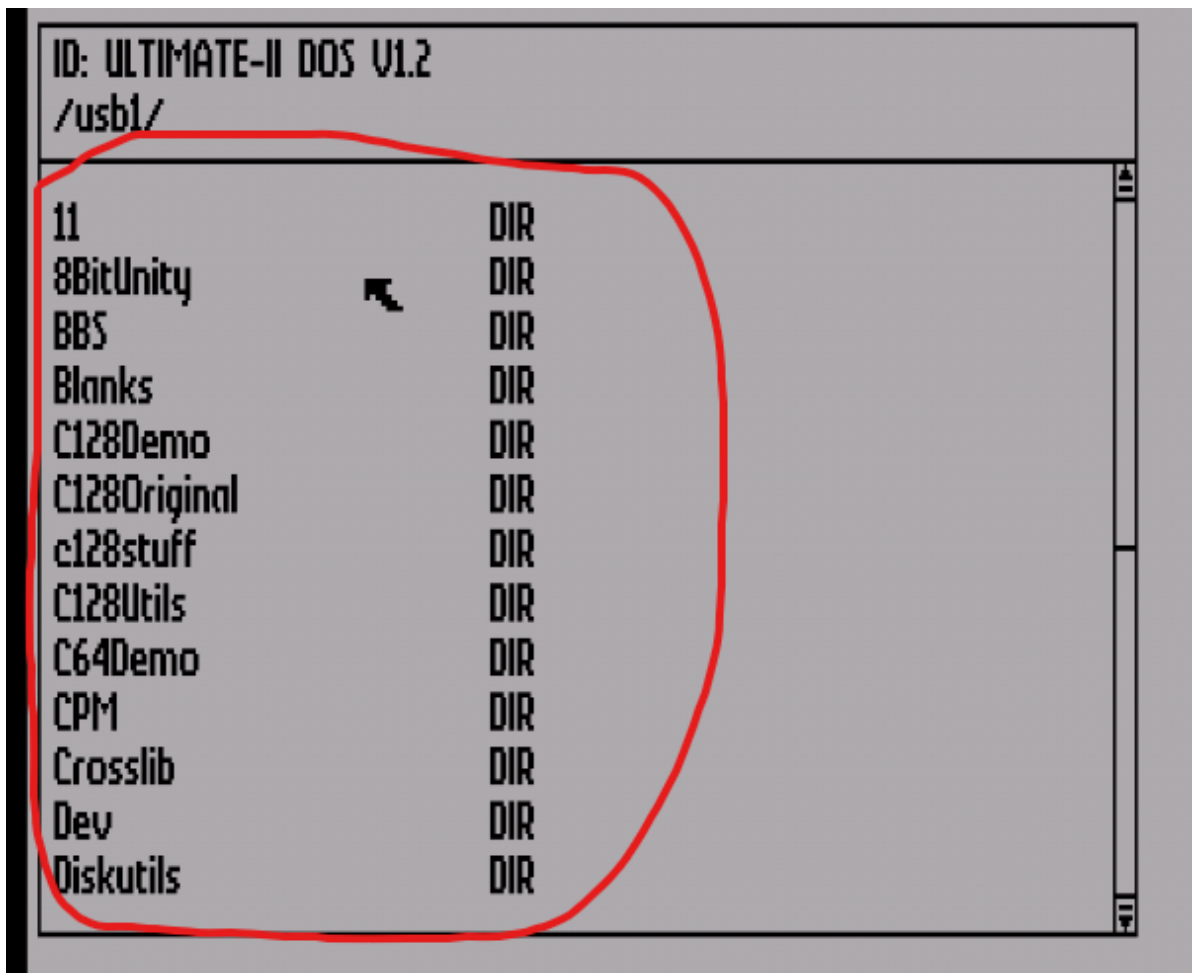 ID: ULTIMATE-II DOS V1.2
/usb1/
11 DIR
8BitUnity DIR
BBS DIR
Blanks DIR
C128Demo DIR
C128Original DIR
c128stuff DIR
C128Utils DIR
C64Demo DIR
CPM DIR
Crosslib DIR
Dev DIR
Diskutils DIR